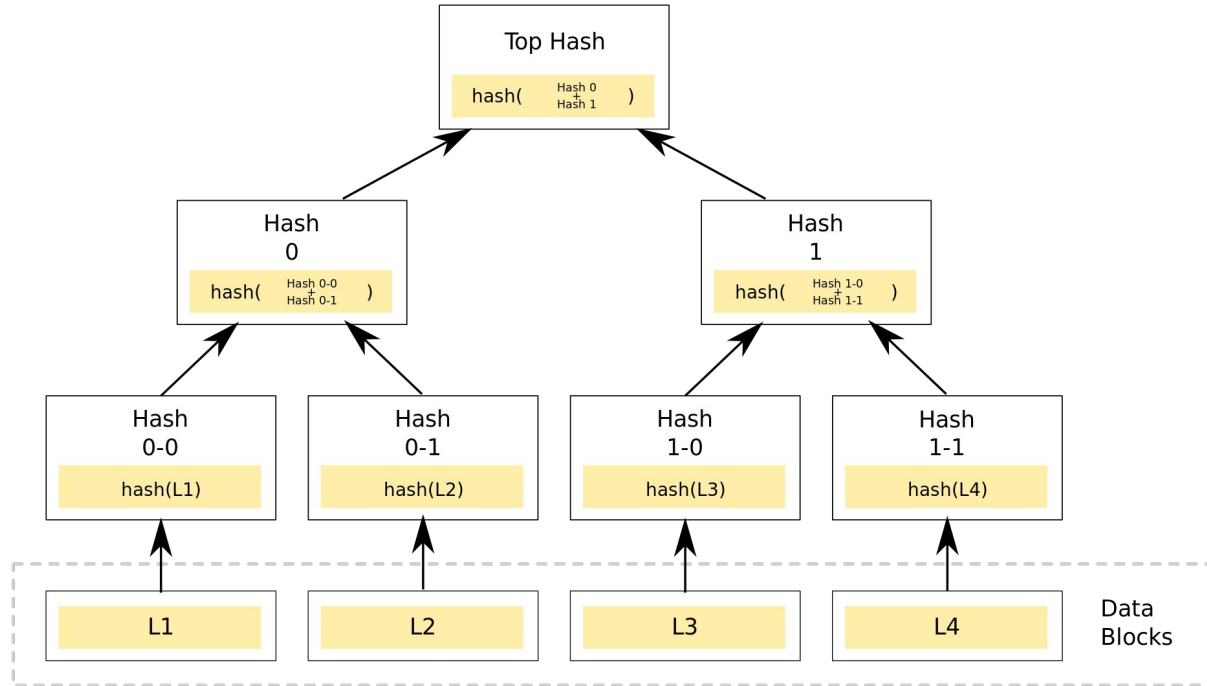 Top Hash
hash( Hash 0 + Hash 1 )
Hash
0
hash( Hash 0-0 + Hash 0-1 )
Hash
1
hash( Hash 1-0 + Hash 1-1 )
Hash
0-0
hash(L1)
Hash
0-1
hash(L2)
Hash
1-0
hash(L3)
Hash
1-1
hash(L4)
L1
L2
L3
L4
Data
Blocks